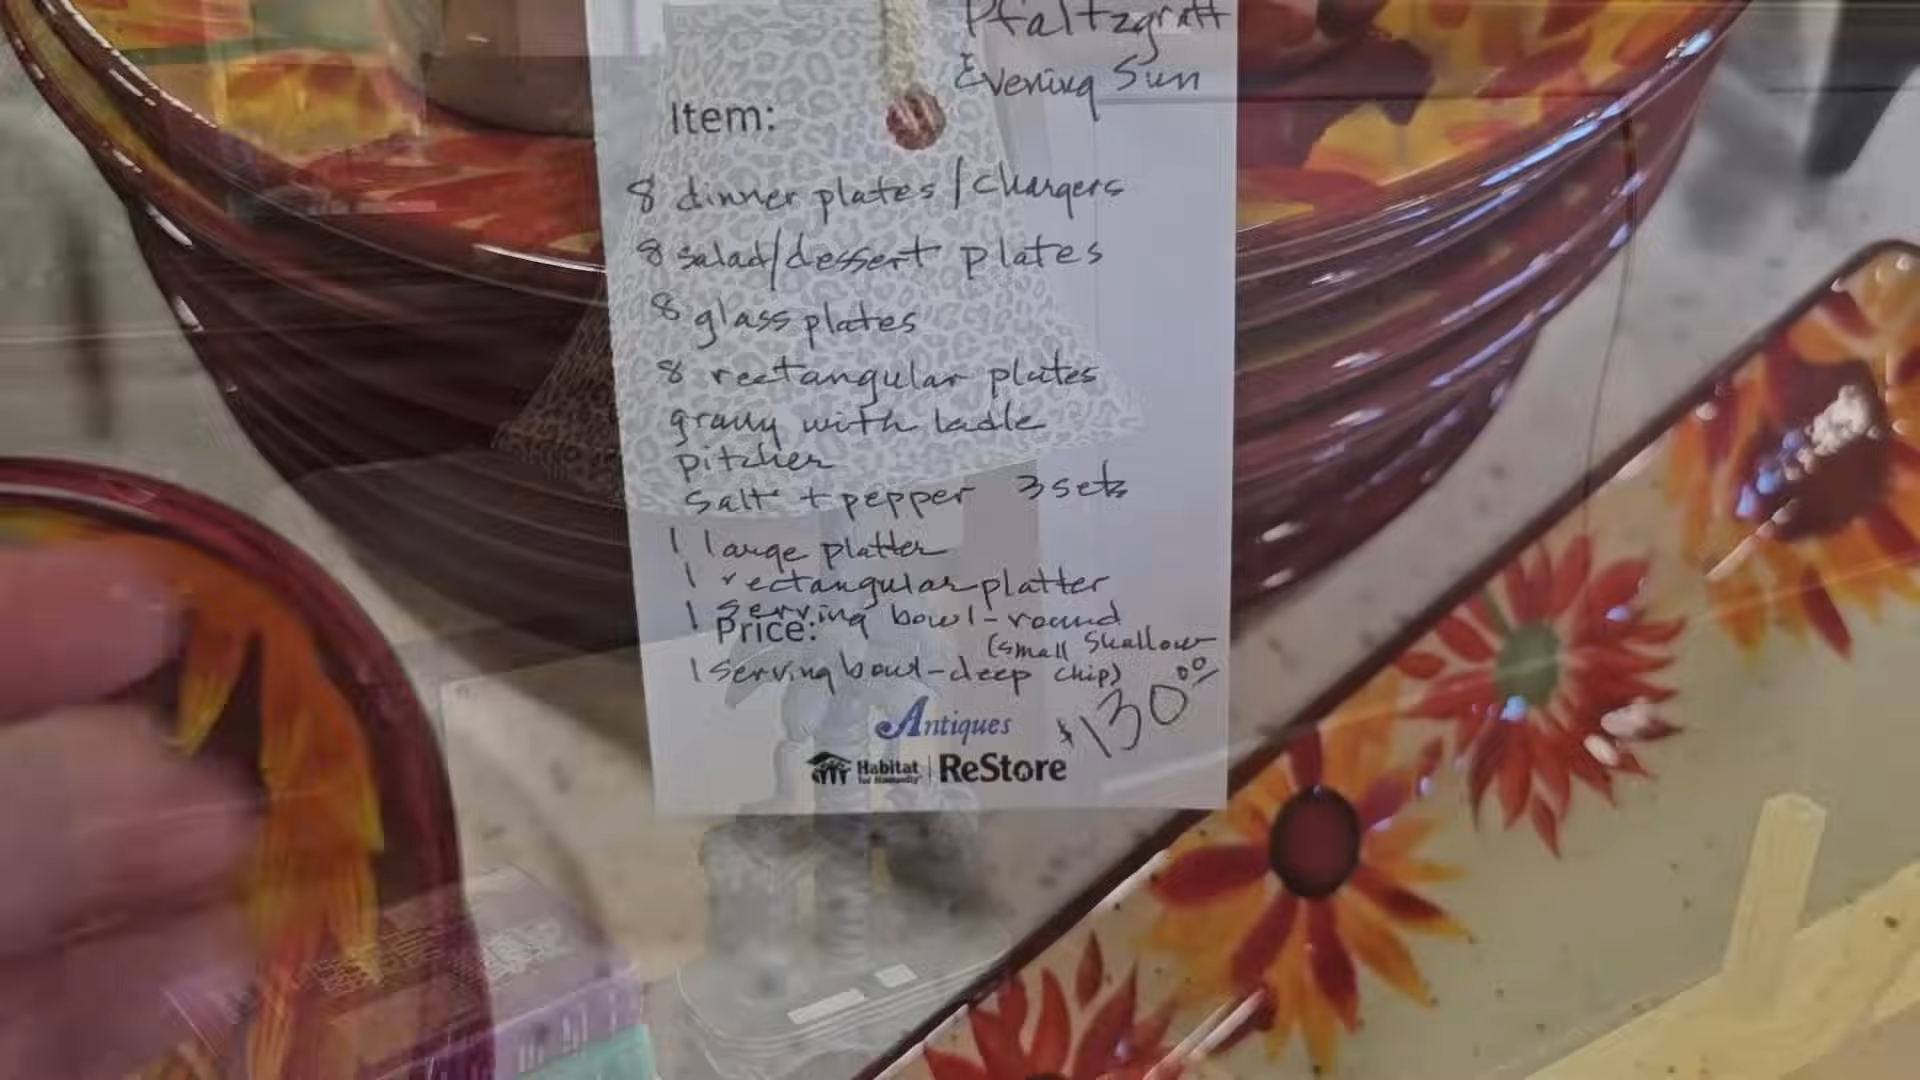 Pfaltzgraff
Evening Sun
Item:
8 dinner plates/chargers
8 salad/dessert plates
8 glass plates
8 rectangular plates
gravy with ladle
pitcher
salt + pepper 3 sets
1 large platter
1 rectangular platter
1 serving bowl-round
Price:
(small shallow
1 serving bowl-deep chip)
$130.00
Antiques
Habitat for Humanity | ReStore